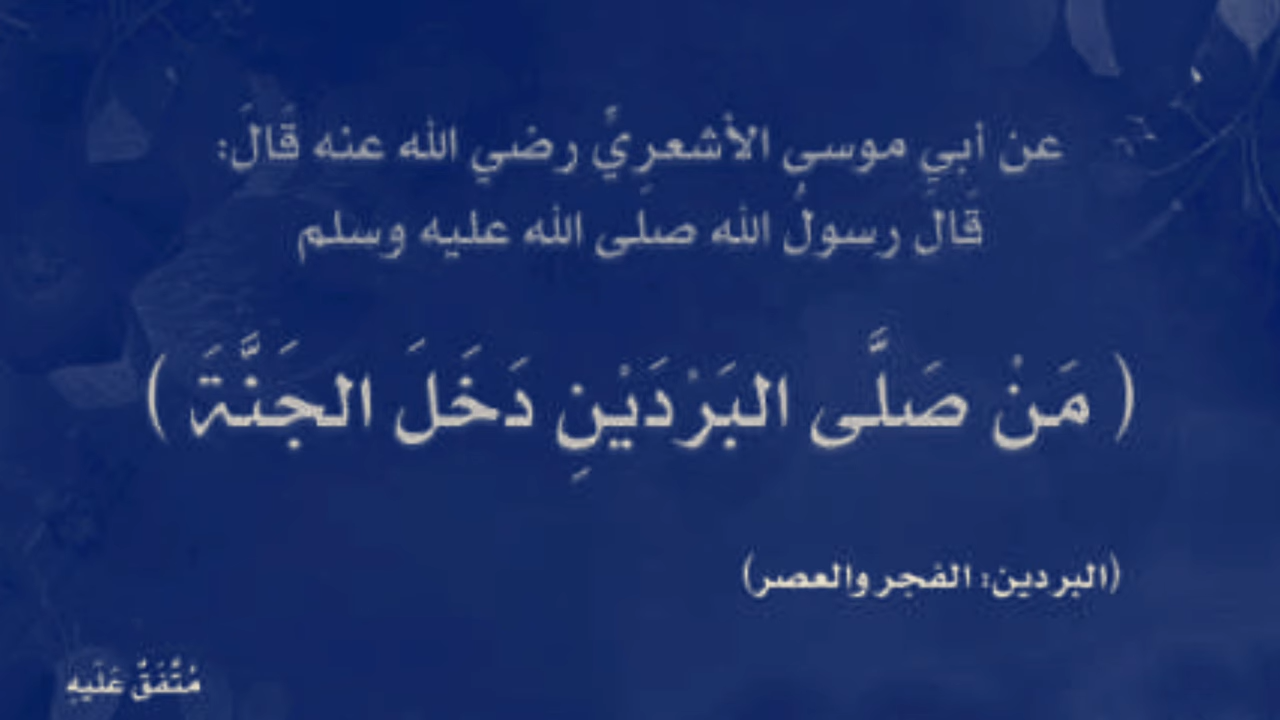 عن أبي موسى الأشعرِيِّ رضي الله عنه قَالَ:
قَالَ رسولُ الله صلى الله عليه وسلم
( مَنْ صَلَّى البَرْدَيْنِ دَخَلَ الجَنَّةَ )
(البردين: الفجر والعصر)
مُتَّفَقٌ عَلَيهِ